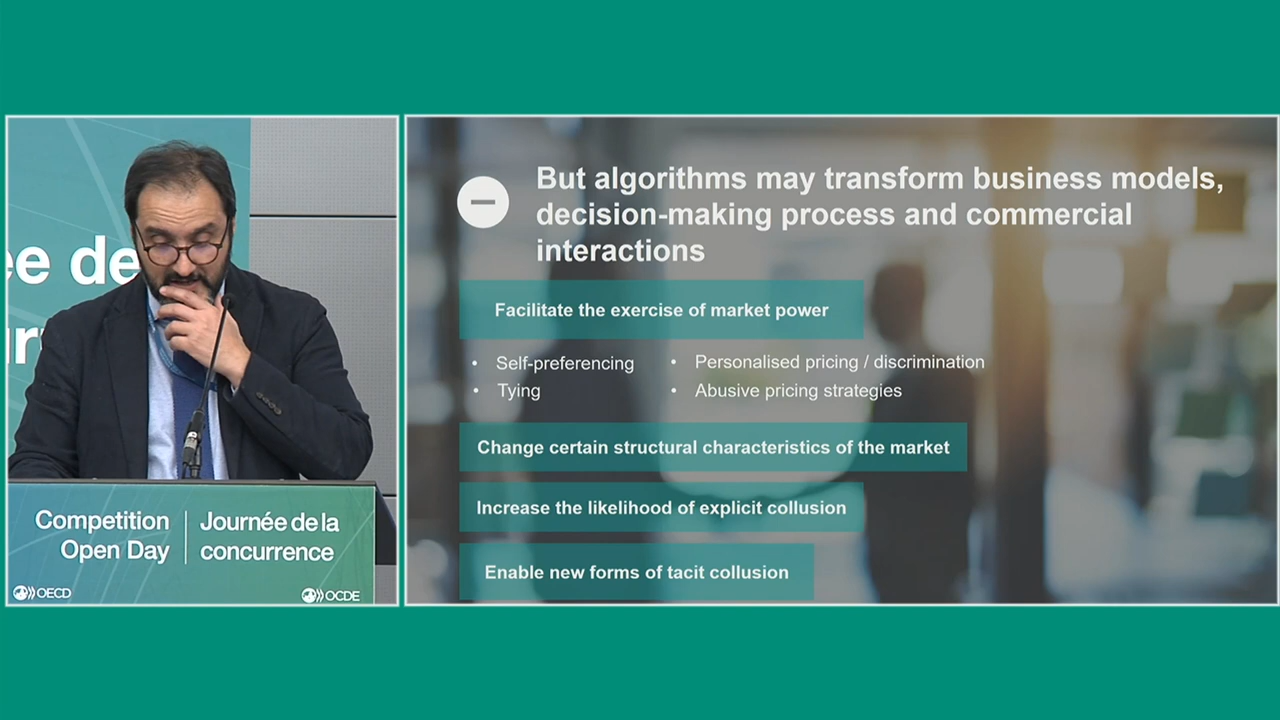 ée de
Competition
Open Day
Journée de la
concurrence
OECD
OCDE
But algorithms may transform business models,
decision-making process and commercial
interactions
Facilitate the exercise of market power
• Self-preferencing
• Tying
• Personalised pricing / discrimination
• Abusive pricing strategies
Change certain structural characteristics of the market
Increase the likelihood of explicit collusion
Enable new forms of tacit collusion